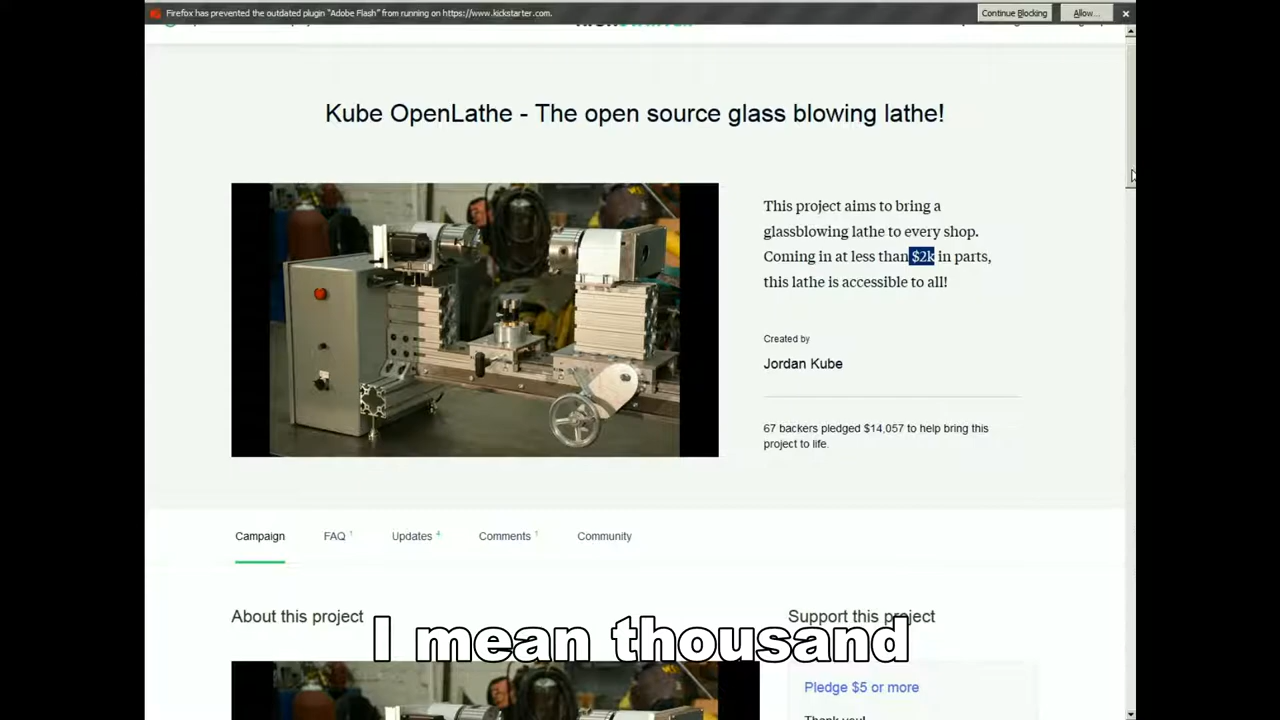 Firefox has prevented the outdated plugin "Adobe Flash" from running on https://www.kickstarter.com.
Continue Blocking
Allow...
Kube OpenLathe - The open source glass blowing lathe!
This project aims to bring a
glassblowing lathe to every shop.
Coming in at less than $2k in parts,
this lathe is accessible to all!
Created by
Jordan Kube
67 backers pledged $14,057 to help bring this
project to life.
Campaign
FAQ 1
Updates 4
Comments 1
Community
About this project
Support this project
I mean thousand
Pledge $5 or more
Thank you!